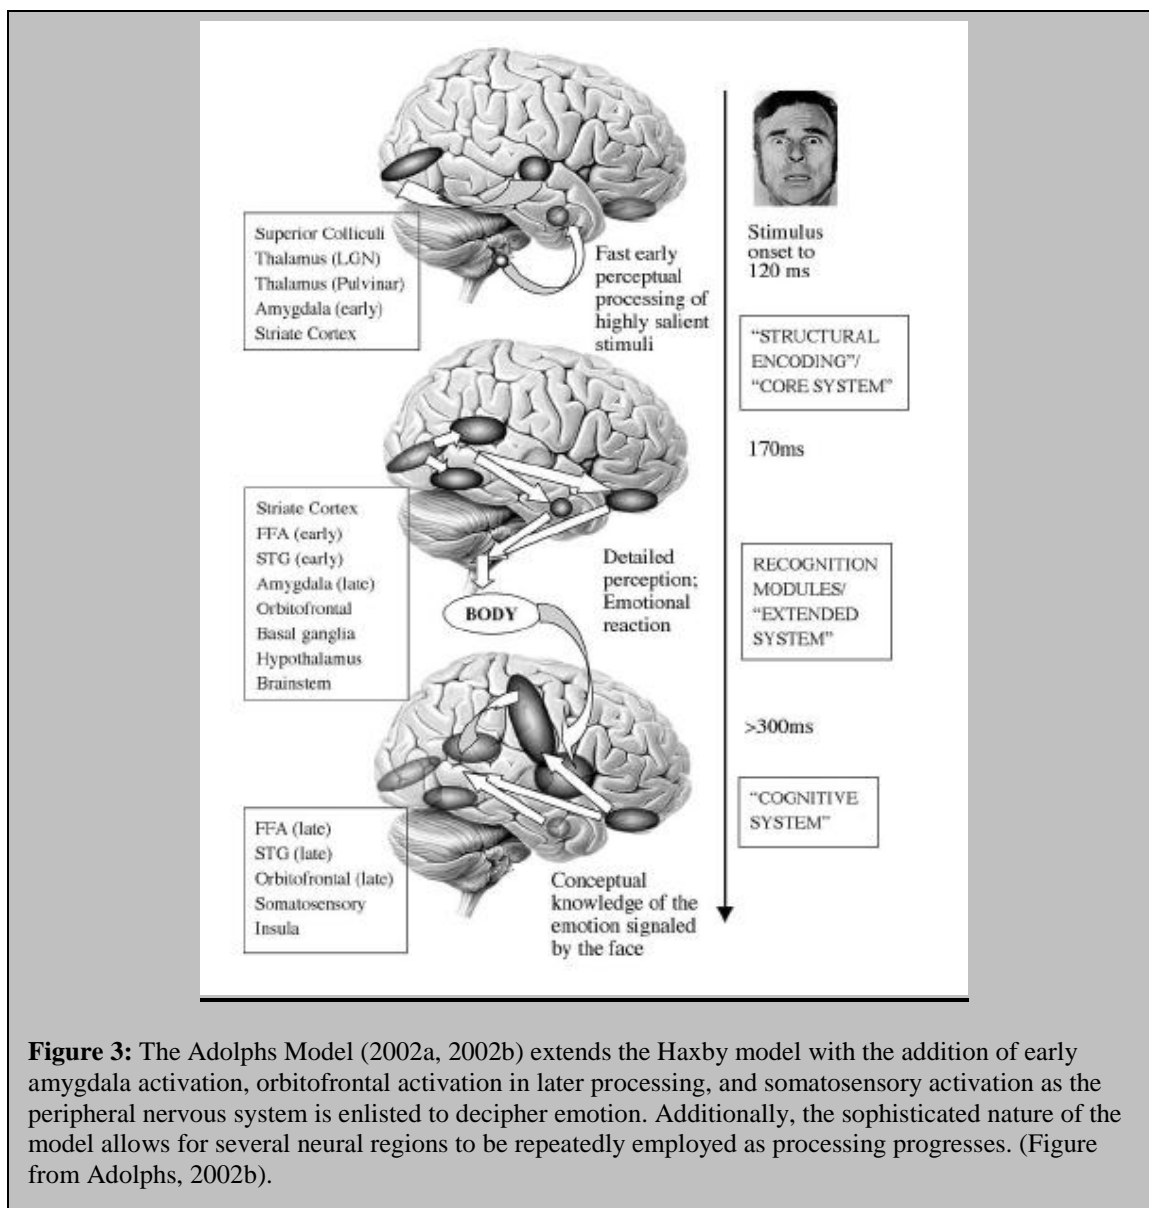 Superior Colliculi
Thalamus (LGN)
Thalamus (Pulvinar)
Amygdala (early)
Striate Cortex
Fast early
perceptual
processing of
highly salient
stimuli
Stimulus
onset to
120 ms
"STRUCTURAL
ENCODING"/
"CORE SYSTEM"
170ms
Striate Cortex
FFA (early)
STG (early)
Amygdala (late)
Orbitofrontal
Basal ganglia
Hypothalamus
Brainstem
BODY
Detailed
perception;
Emotional
reaction
RECOGNITION
MODULES/
"EXTENDED
SYSTEM"
>300ms
"COGNITIVE
SYSTEM"
FFA (late)
STG (late)
Orbitofrontal (late)
Somatosensory
Insula
Conceptual
knowledge of the
emotion signaled
by the face
Figure 3: The Adolphs Model (2002a, 2002b) extends the Haxby model with the addition of early
amygdala activation, orbitofrontal activation in later processing, and somatosensory activation as the
peripheral nervous system is enlisted to decipher emotion. Additionally, the sophisticated nature of the
model allows for several neural regions to be repeatedly employed as processing progresses. (Figure
from Adolphs, 2002b).